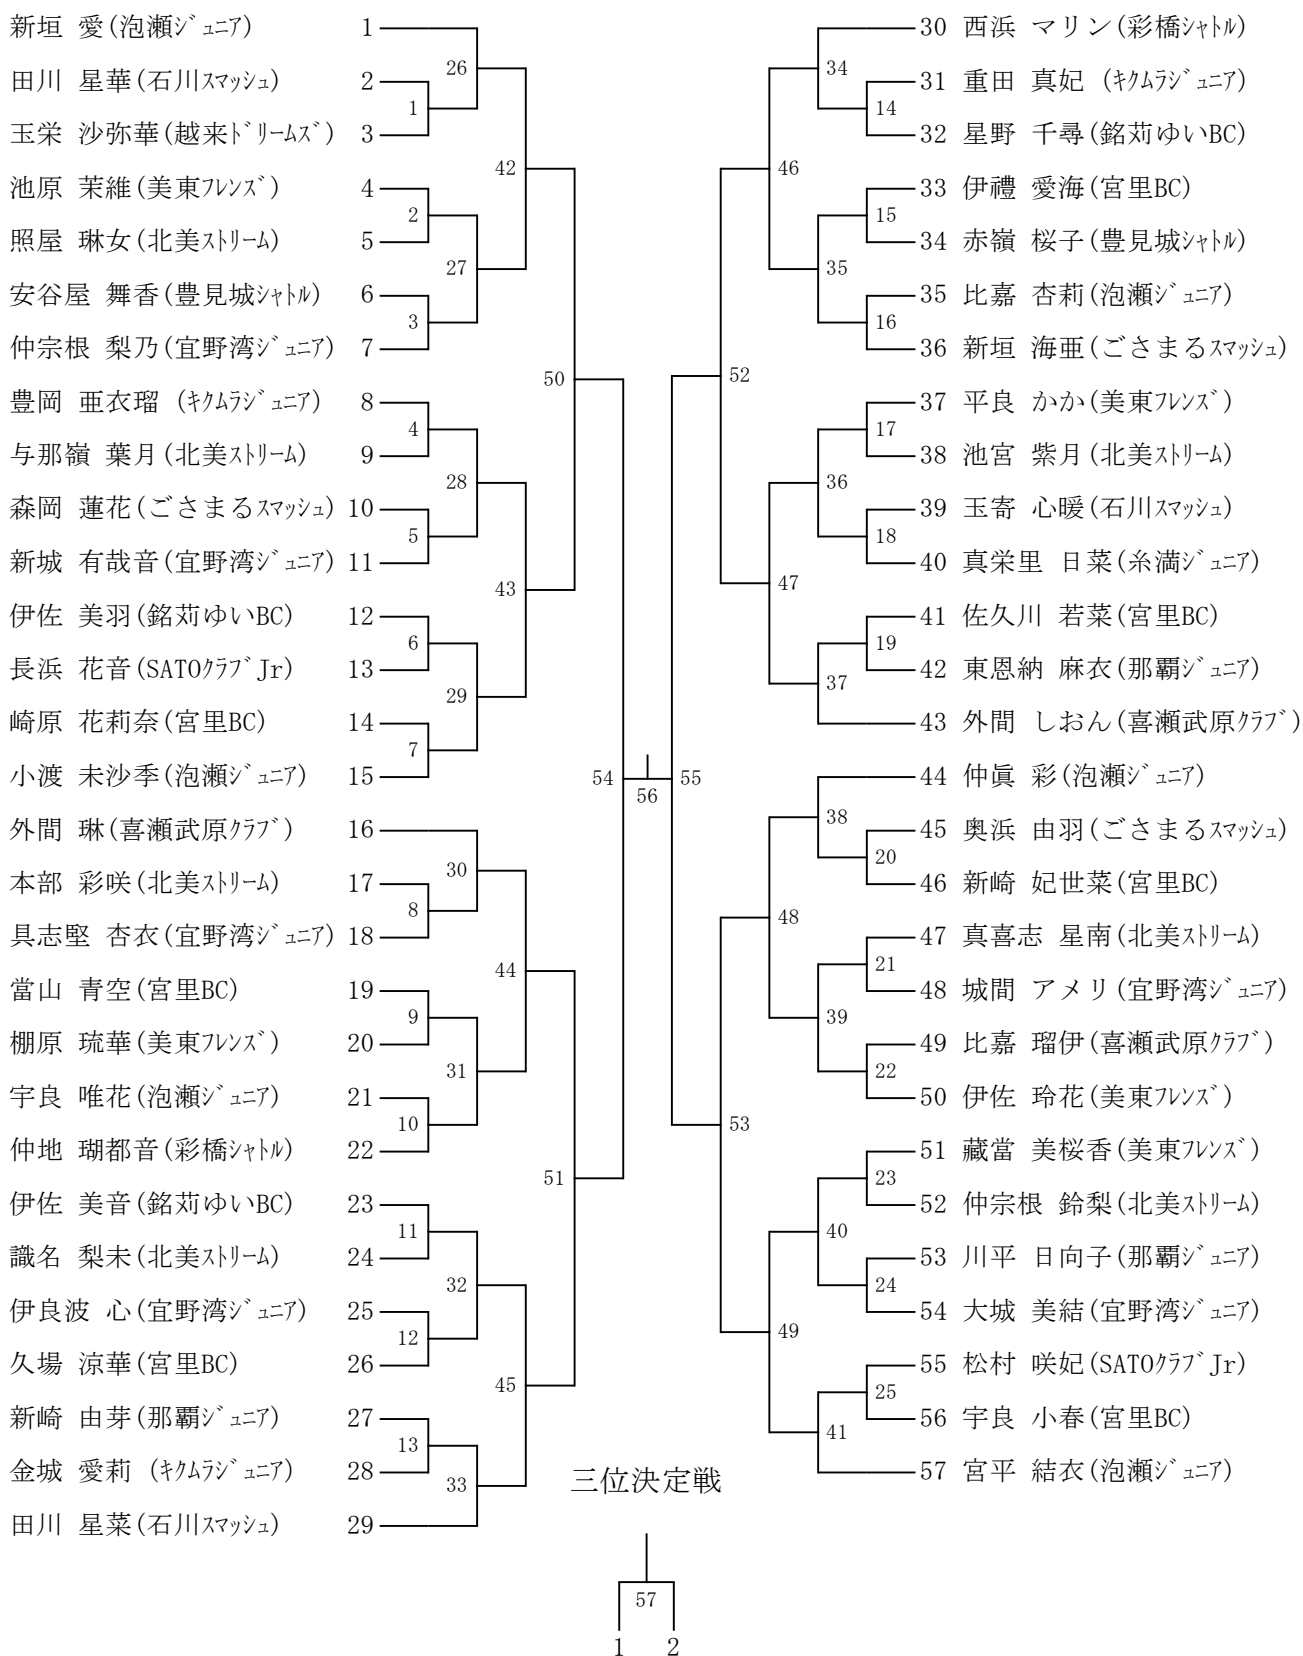 新垣 愛(泡瀬ｼﾞｭﾆｱ) 1
田川 星華(石川ｽﾏｯｼｭ) 2
玉栄 沙弥華(越来ﾄﾞﾘｰﾑｽﾞ) 3
池原 茉維(美東ﾌﾚﾝｽﾞ) 4
照屋 琳女(北美ｽﾄﾘｰﾑ) 5
安谷屋 舞香(豊見城ｼｬﾄﾙ) 6
仲宗根 梨乃(宜野湾ｼﾞｭﾆｱ) 7
豊岡 亜衣瑠 (ｷｸﾑﾗｼﾞｭﾆｱ) 8
与那嶺 葉月(北美ｽﾄﾘｰﾑ) 9
森岡 蓮花(ごさまるｽﾏｯｼｭ) 10
新城 有哉音(宜野湾ｼﾞｭﾆｱ) 11
伊佐 美羽(銘苅ゆいBC) 12
長浜 花音(SATOｸﾗﾌﾞJr) 13
崎原 花莉奈(宮里BC) 14
小渡 未沙季(泡瀬ｼﾞｭﾆｱ) 15
外間 琳(喜瀬武原ｸﾗﾌﾞ) 16
本部 彩咲(北美ｽﾄﾘｰﾑ) 17
具志堅 杏衣(宜野湾ｼﾞｭﾆｱ) 18
當山 青空(宮里BC) 19
棚原 琉華(美東ﾌﾚﾝｽﾞ) 20
宇良 唯花(泡瀬ｼﾞｭﾆｱ) 21
仲地 瑚都音(彩橋ｼｬﾄﾙ) 22
伊佐 美音(銘苅ゆいBC) 23
識名 梨未(北美ｽﾄﾘｰﾑ) 24
伊良波 心(宜野湾ｼﾞｭﾆｱ) 25
久場 涼華(宮里BC) 26
新崎 由芽(那覇ｼﾞｭﾆｱ) 27
金城 愛莉 (ｷｸﾑﾗｼﾞｭﾆｱ) 28
田川 星菜(石川ｽﾏｯｼｭ) 29
1
2
3
4
5
6
7
8
9
10
11
12
13
26
27
28
29
30
31
32
33
42
43
44
45
50
51
54
56
55
52
53
46
47
48
49
34
35
36
37
38
39
40
41
14
15
16
17
18
19
20
21
22
23
24
25
30 西浜 マリン(彩橋ｼｬﾄﾙ)
31 重田 真妃 (ｷｸﾑﾗｼﾞｭﾆｱ)
32 星野 千尋(銘苅ゆいBC)
33 伊禮 愛海(宮里BC)
34 赤嶺 桜子(豊見城ｼｬﾄﾙ)
35 比嘉 杏莉(泡瀬ｼﾞｭﾆｱ)
36 新垣 海亜(ごさまるｽﾏｯｼｭ)
37 平良 かか(美東ﾌﾚﾝｽﾞ)
38 池宮 紫月(北美ｽﾄﾘｰﾑ)
39 玉寄 心暖(石川ｽﾏｯｼｭ)
40 真栄里 日菜(糸満ｼﾞｭﾆｱ)
41 佐久川 若菜(宮里BC)
42 東恩納 麻衣(那覇ｼﾞｭﾆｱ)
43 外間 しおん(喜瀬武原ｸﾗﾌﾞ)
44 仲眞 彩(泡瀬ｼﾞｭﾆｱ)
45 奥浜 由羽(ごさまるｽﾏｯｼｭ)
46 新崎 妃世菜(宮里BC)
47 真喜志 星南(北美ｽﾄﾘｰﾑ)
48 城間 アメリ(宜野湾ｼﾞｭﾆｱ)
49 比嘉 瑠伊(喜瀬武原ｸﾗﾌﾞ)
50 伊佐 玲花(美東ﾌﾚﾝｽﾞ)
51 藏當 美桜香(美東ﾌﾚﾝｽﾞ)
52 仲宗根 鈴梨(北美ｽﾄﾘｰﾑ)
53 川平 日向子(那覇ｼﾞｭﾆｱ)
54 大城 美結(宜野湾ｼﾞｭﾆｱ)
55 松村 咲妃(SATOｸﾗﾌﾞJr)
56 宇良 小春(宮里BC)
57 宮平 結衣(泡瀬ｼﾞｭﾆｱ)
三位決定戦
57
1 2